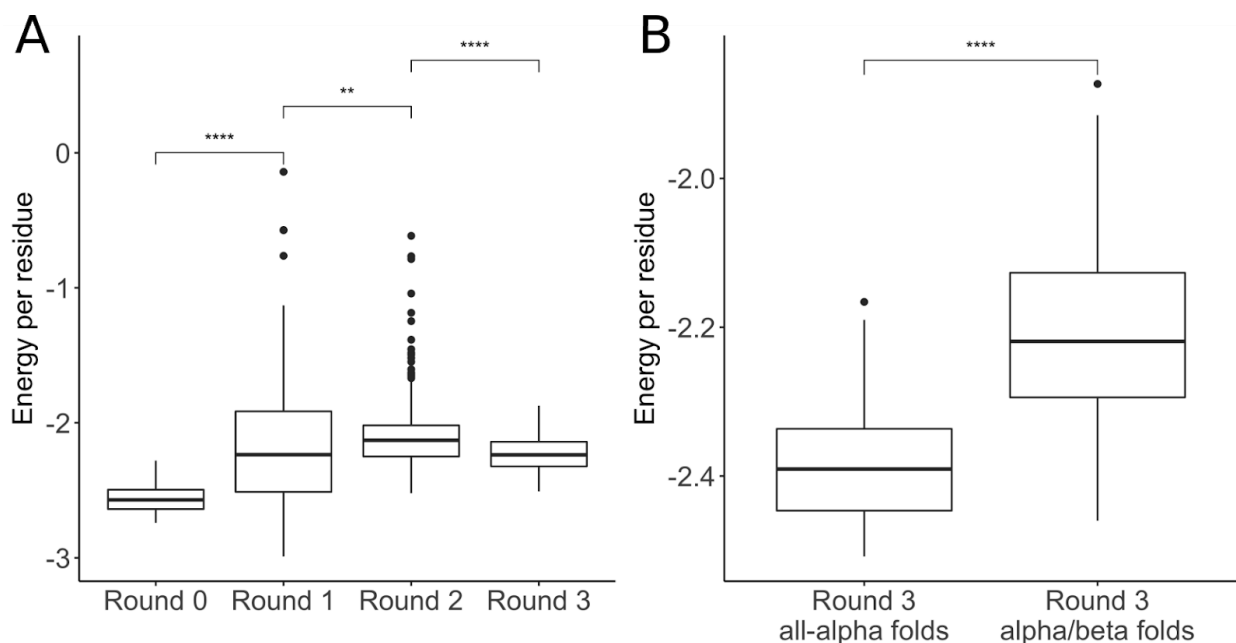 A
B
****
**
****
****
Energy per residue
0
-1
-2
-3
Round 0 Round 1 Round 2 Round 3
Energy per residue
-2.0
-2.2
-2.4
Round 3 Round 3
all-alpha folds alpha/beta folds